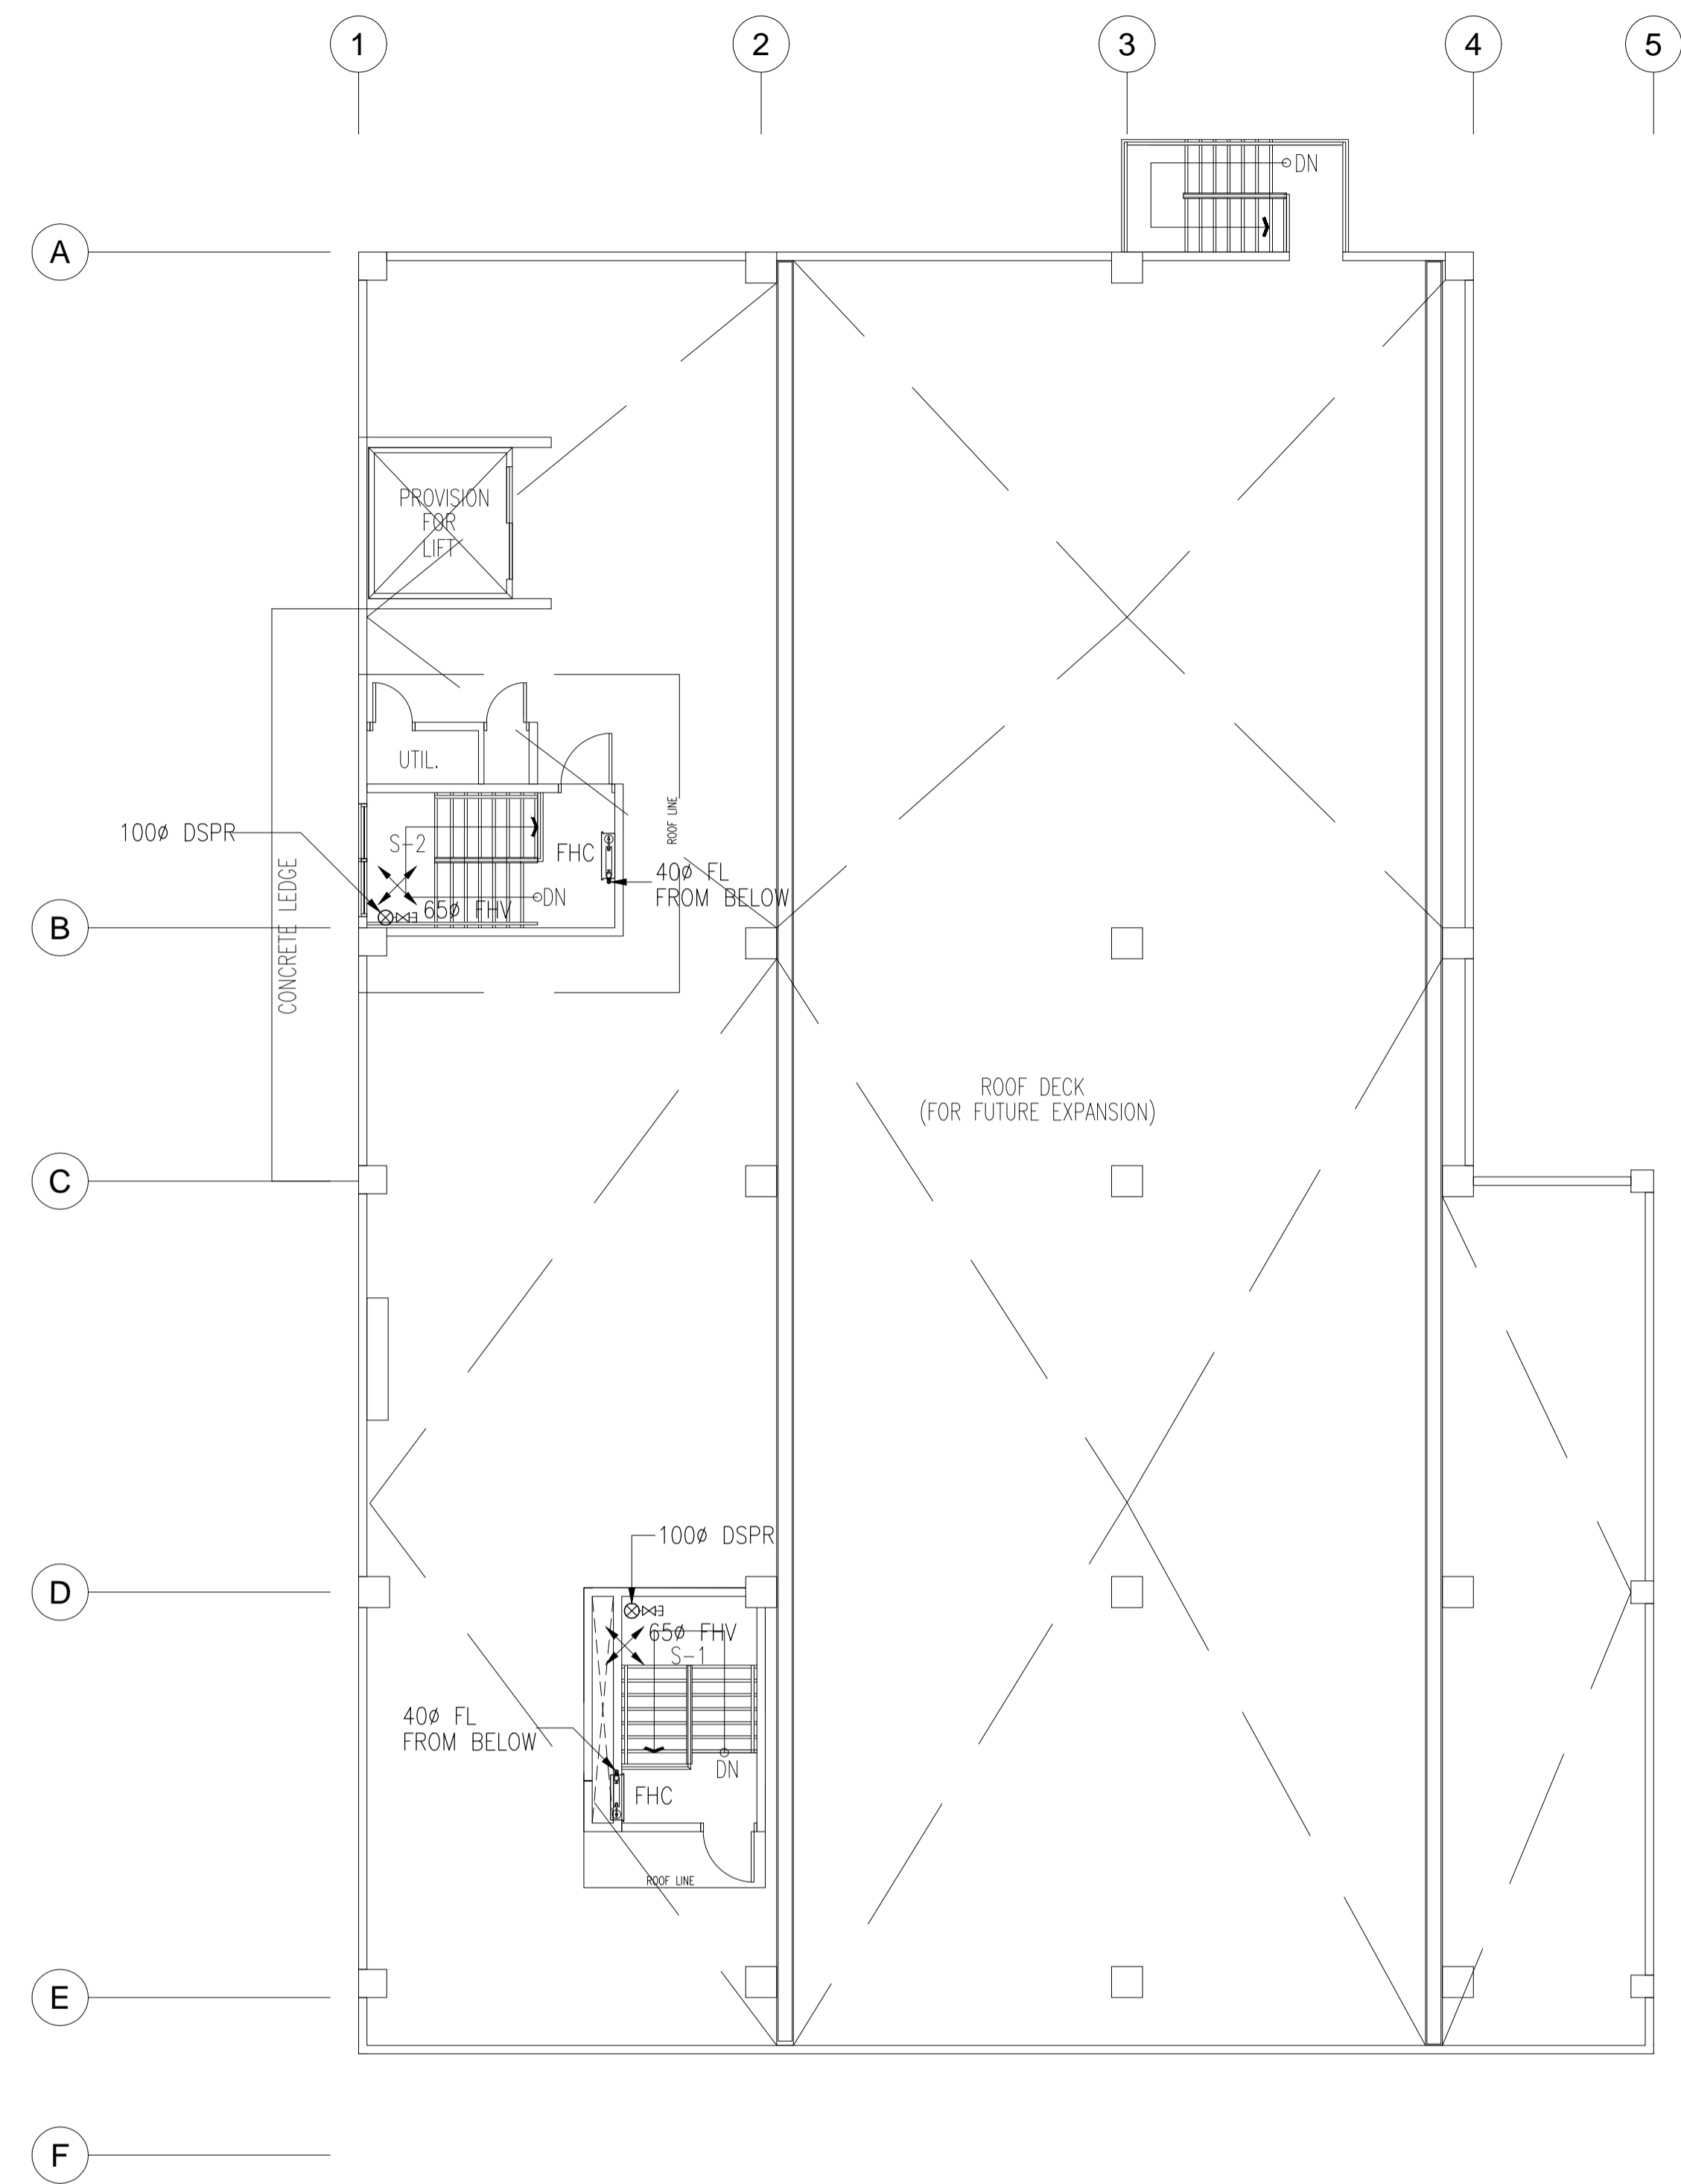 1
2
3
4
5
DN
A
PROVISION
FOR
LIFT
UTIL.
ROOF LINE
100ø DSPR
S-2
FHC
40ø FL
FROM BELOW
65ø FHV
DN
B
CONCRETE LEDGE
ROOF DECK
(FOR FUTURE EXPANSION)
C
100ø DSPR
D
65ø FHV
S-1
40ø FL
FROM BELOW
DN
FHC
ROOF LINE
E
F